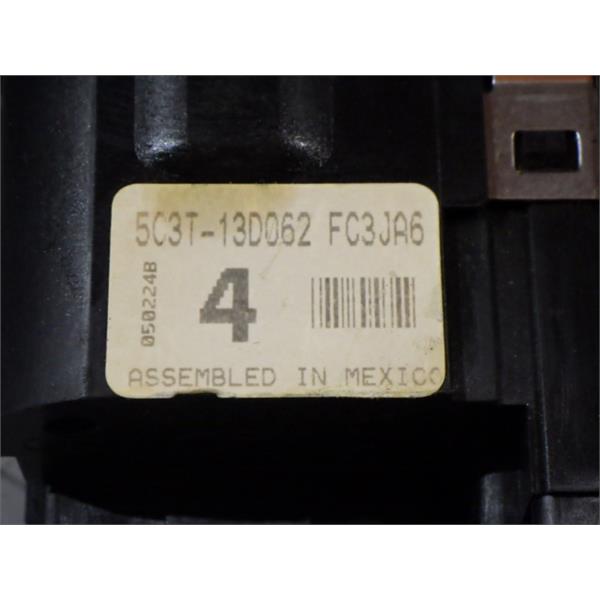 5C3T-13D062 FC3JA6
050224B
4
ASSEMBLED IN MEXICO